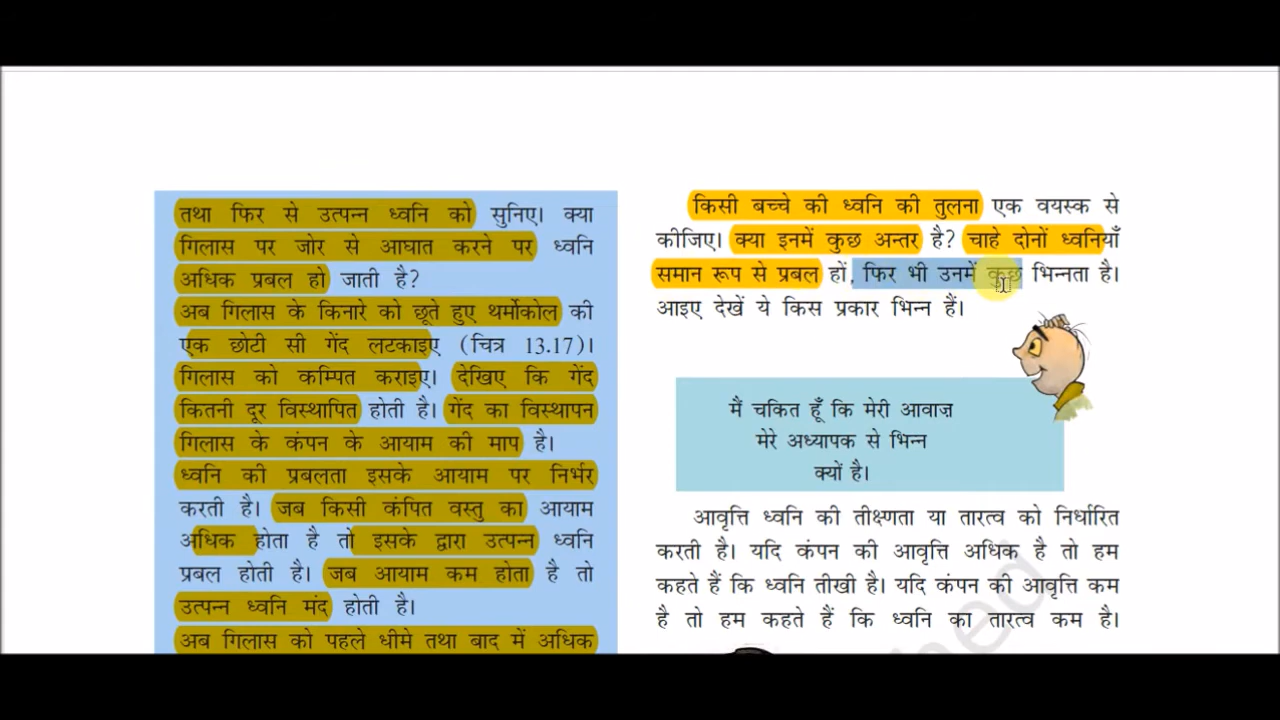 तथा फिर से उत्पन्न ध्वनि को सुनिए। क्या
गिलास पर जोर से आघात करने पर ध्वनि
अधिक प्रबल हो जाती है?
अब गिलास के किनारे को छूते हुए थर्मोकोल की
एक छोटी सी गेंद लटकाइए (चित्र 13.17)।
गिलास को कम्पित कराइए। देखिए कि गेंद
कितनी दूर विस्थापित होती है। गेंद का विस्थापन
गिलास के कंपन के आयाम की माप है।
ध्वनि की प्रबलता इसके आयाम पर निर्भर
करती है। जब किसी कंपित वस्तु का आयाम
अधिक होता है तो इसके द्वारा उत्पन्न ध्वनि
प्रबल होती है। जब आयाम कम होता है तो
उत्पन्न ध्वनि मंद होती है।
अब गिलास को पहले धीमे तथा बाद में अधिक
किसी बच्चे की ध्वनि की तुलना एक वयस्क से
कीजिए। क्या इनमें कुछ अन्तर है? चाहे दोनों ध्वनियाँ
समान रूप से प्रबल हों, फिर भी उनमें कुछ भिन्नता है।
आइए देखें ये किस प्रकार भिन्न हैं।
मैं चकित हूँ कि मेरी आवाज़
मेरे अध्यापक से भिन्न
क्यों है।
आवृत्ति ध्वनि की तीक्ष्णता या तारत्व को निर्धारित
करती है। यदि कंपन की आवृत्ति अधिक है तो हम
कहते हैं कि ध्वनि तीखी है। यदि कंपन की आवृत्ति कम
है तो हम कहते हैं कि ध्वनि का तारत्व कम है।